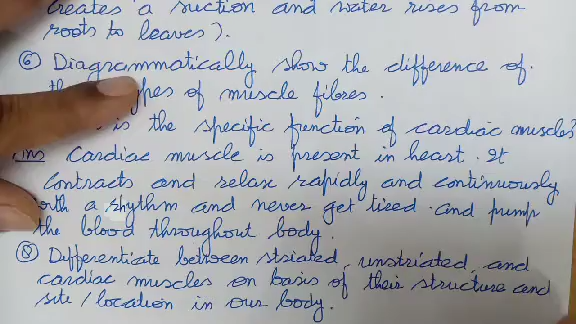 creates a suction and water rises from
roots to leaves).
⑥ Diagrammatically show the difference of
types of muscle fibres.
is the specific function of cardiac muscles?
Ans Cardiac muscle is present in heart. It
contracts and relax rapidly and continuously
with a rhythm and never get tired and pump
the blood throughout body.
⑧ Differentiate between striated, unstriated, and
cardiac muscles on basis of their structure and
site / location in our body.